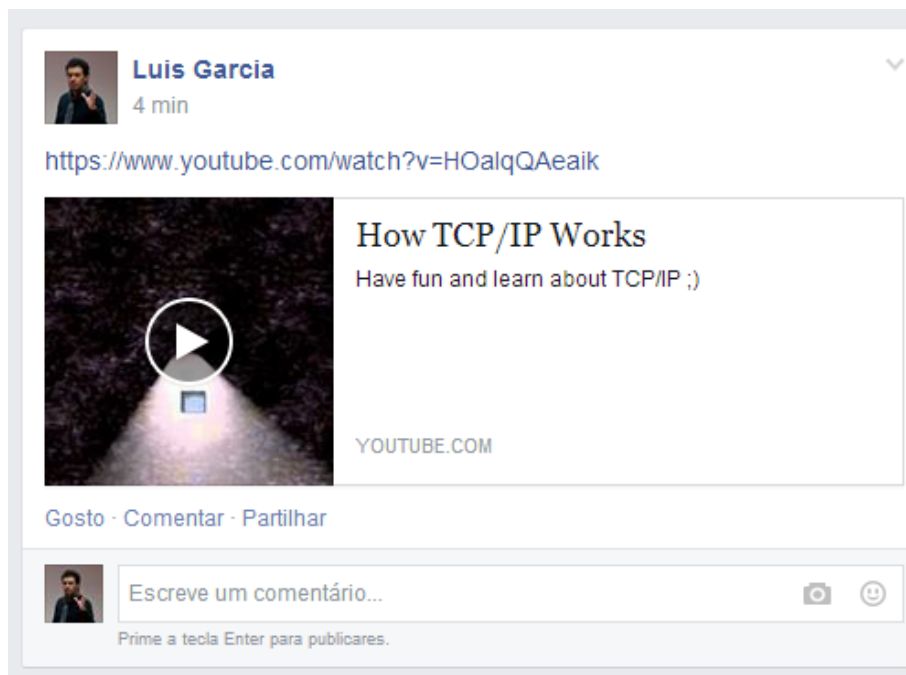 Luis Garcia
4 min
https://www.youtube.com/watch?v=HOalqQAeaik
How TCP/IP Works
Have fun and learn about TCP/IP ;)
YOUTUBE.COM
Gosto · Comentar · Partilhar
Escreve um comentário...
Prime a tecla Enter para publicares.